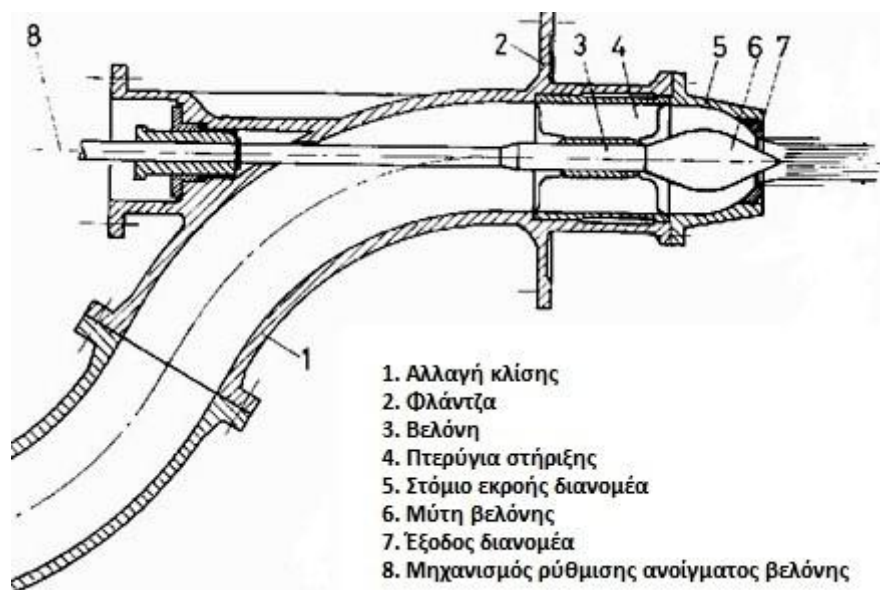 8
2
3
4
5
6
7
1
1. Αλλαγή κλίσης
2. Φλάντζα
3. Βελόνη
4. Πτερύγια στήριξης
5. Στόμιο εκροής διανομέα
6. Μύτη βελόνης
7. Έξοδος διανομέα
8. Μηχανισμός ρύθμισης ανοίγματος βελόνης